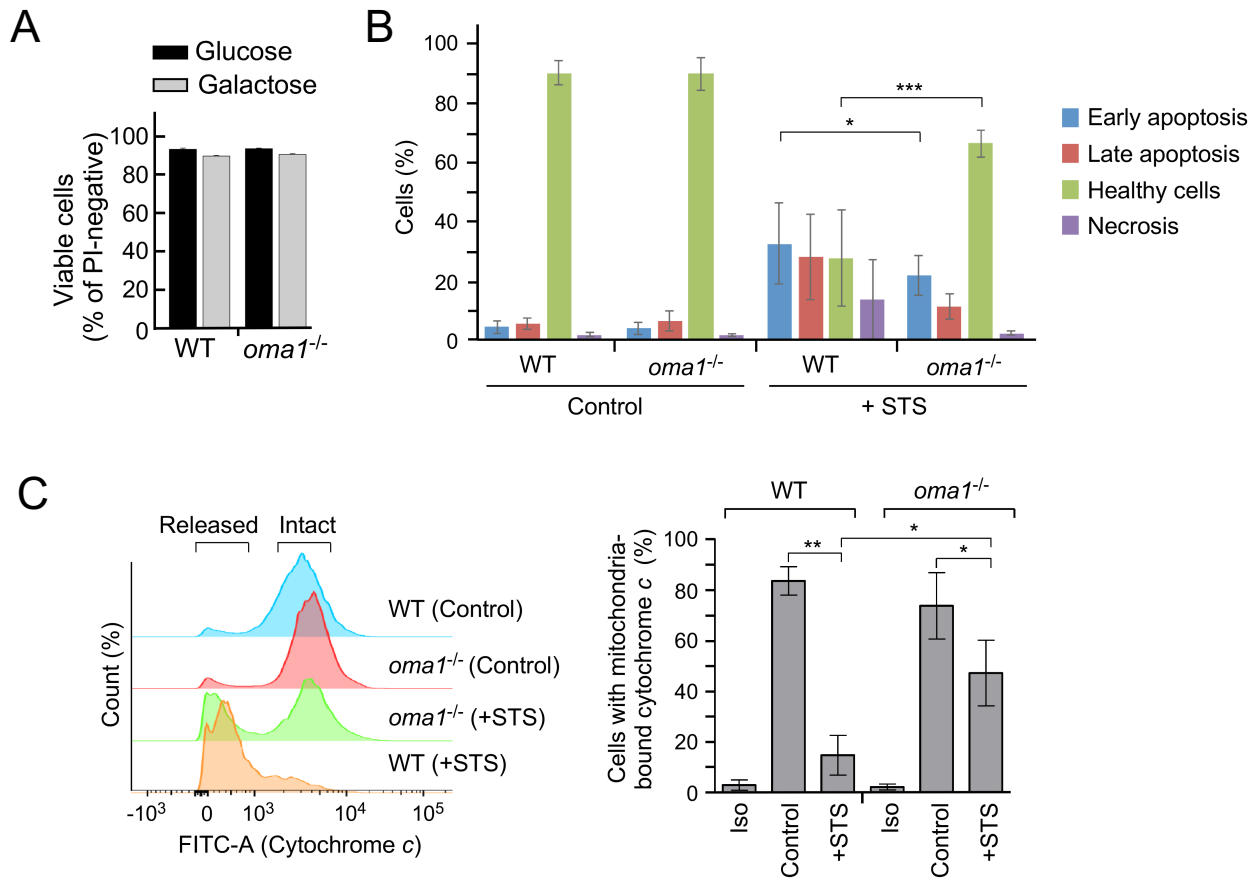 A
Glucose
Galactose
Viable cells
(% of PI-negative)
100
80
60
40
20
0
WT
oma1-/-
B
Cells (%)
100
60
40
20
0
*
***
Early apoptosis
Late apoptosis
Healthy cells
Necrosis
WT
oma1-/-
WT
oma1-/-
Control
+ STS
C
Released
Intact
Count (%)
WT (Control)
oma1-/- (Control)
oma1-/- (+STS)
WT (+STS)
-10³
0
10³
10⁴
10⁵
FITC-A (Cytochrome c)
WT
oma1-/-
Cells with mitochondria-
bound cytochrome c (%)
100
80
60
40
20
0
**
*
*
Iso
Control
+STS
Iso
Control
+STS